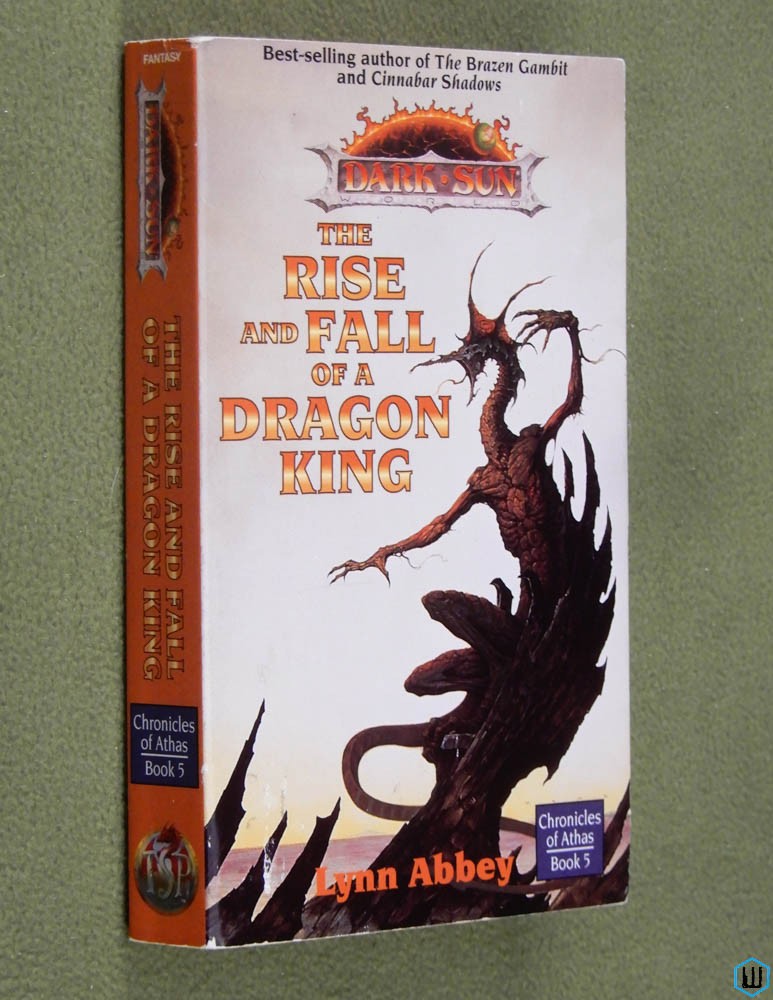 FANTASY
DARK•SUN
THE RISE AND FALL
OF A DRAGON KING
Chronicles
of Athas
Book 5
TSR
Best-selling author of The Brazen Gambit
and Cinnabar Shadows
DARK•SUN
WORLD
THE
RISE
AND FALL
OF A
DRAGON
KING
Chronicles
of Athas
Book 5
Lynn Abbey
W